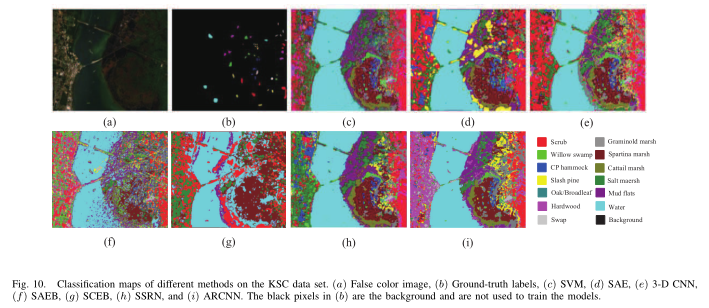 (a)
(b)
(c)
(d)
(e)
Scrub
Graminoid marsh
Willow swamp
Spartina marsh
CP hammock
Cattail marsh
Slash pine
Salt maersh
Oak/Broadleaf
Mud flats
Hardwood
Water
Swap
Background
(f)
(g)
(h)
(i)
Fig. 10. Classification maps of different methods on the KSC data set. (a) False color image, (b) Ground-truth labels, (c) SVM, (d) SAE, (e) 3-D CNN,
(f) SAEB, (g) SCEB, (h) SSRN, and (i) ARCNN. The black pixels in (b) are the background and are not used to train the models.